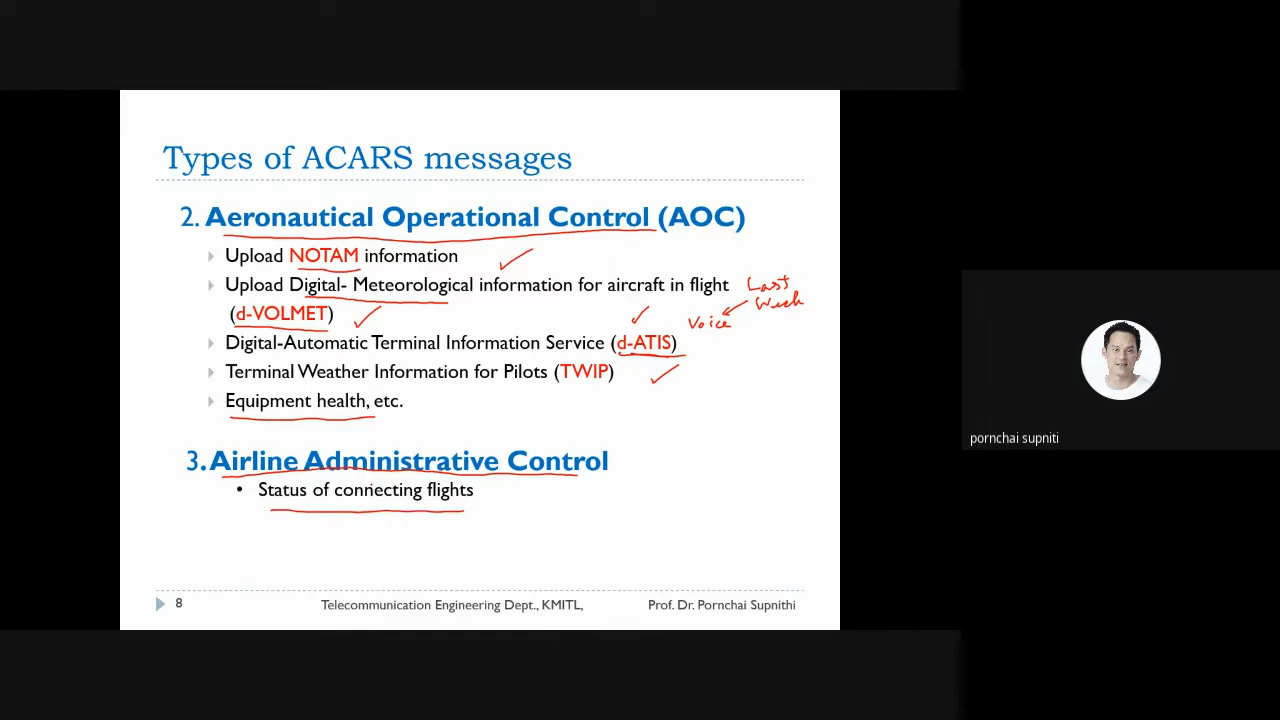 Types of ACARS messages
2. Aeronautical Operational Control (AOC)
Upload NOTAM information
Upload Digital- Meteorological information for aircraft in flight
(d-VOLMET)
Last
Week
Voice
Digital-Automatic Terminal Information Service (d-ATIS)
Terminal Weather Information for Pilots (TWIP)
Equipment health, etc.
3. Airline Administrative Control
• Status of connecting flights
8
Telecommunication Engineering Dept., KMITL,
Prof. Dr. Pornchai Supnithi
pornchai supniti